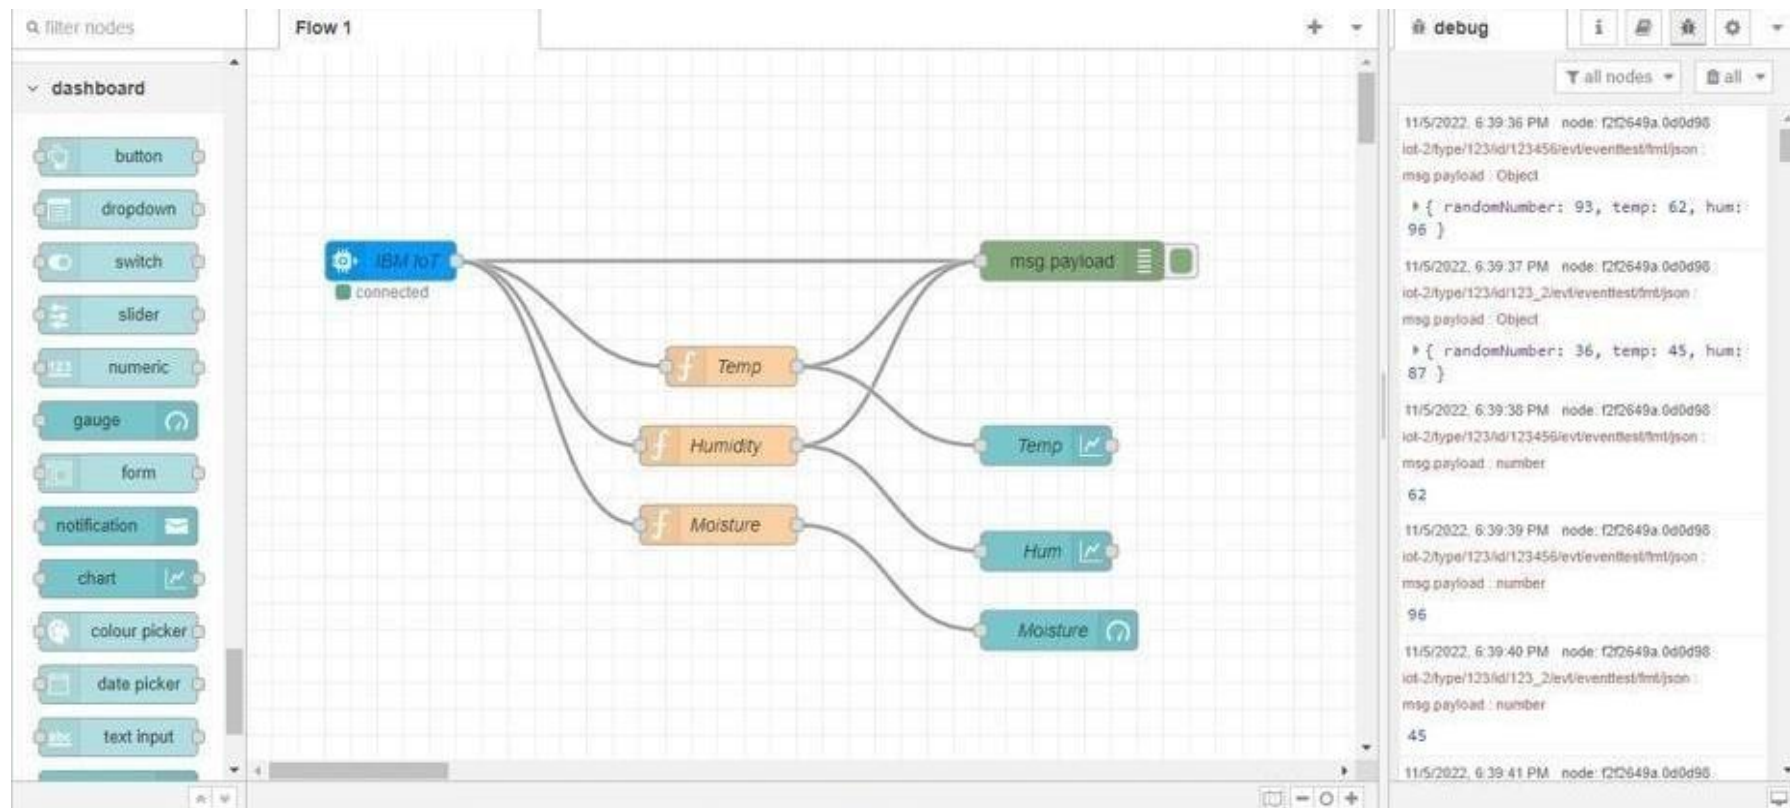 filter nodes
dashboard
button
dropdown
switch
slider
numeric
gauge
form
notification
chart
colour picker
date picker
text input
Flow 1
IBM IoT
connected
msg.payload
Temp
Humidity
Moisture
Temp
Hum
Moisture
debug
all nodes
all
11/5/2022, 6:39:36 PM node: f2f2649a.0d0d98
iot-2/type/123/id/123456/evt/eventtest/fmt/json :
msg.payload : Object
{ randomNumber: 93, temp: 62, hum:
96 }
11/5/2022, 6:39:37 PM node: f2f2649a.0d0d98
iot-2/type/123/id/123_2/evt/eventtest/fmt/json :
msg.payload : Object
{ randomNumber: 36, temp: 45, hum:
87 }
11/5/2022, 6:39:38 PM node: f2f2649a.0d0d98
iot-2/type/123/id/123456/evt/eventtest/fmt/json :
msg.payload : number
62
11/5/2022, 6:39:39 PM node: f2f2649a.0d0d98
iot-2/type/123/id/123456/evt/eventtest/fmt/json :
msg.payload : number
96
11/5/2022, 6:39:40 PM node: f2f2649a.0d0d98
iot-2/type/123/id/123_2/evt/eventtest/fmt/json :
msg.payload : number
45
11/5/2022, 6:39:41 PM node: f2f2649a.0d0d98